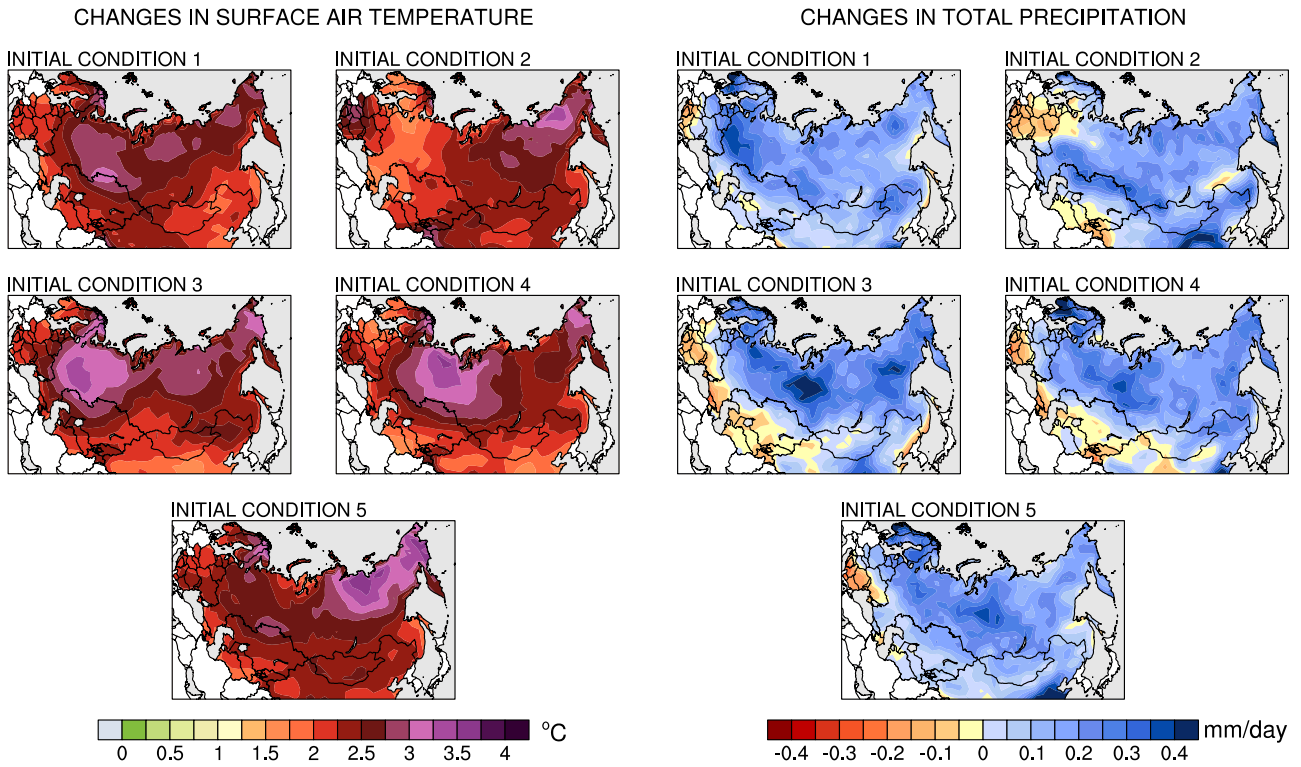 CHANGES IN SURFACE AIR TEMPERATURE
INITIAL CONDITION 1
INITIAL CONDITION 2
INITIAL CONDITION 3
INITIAL CONDITION 4
INITIAL CONDITION 5
0 0.5 1 1.5 2 2.5 3 3.5 4 °C
CHANGES IN TOTAL PRECIPITATION
INITIAL CONDITION 1
INITIAL CONDITION 2
INITIAL CONDITION 3
INITIAL CONDITION 4
INITIAL CONDITION 5
-0.4 -0.3 -0.2 -0.1 0 0.1 0.2 0.3 0.4 mm/day